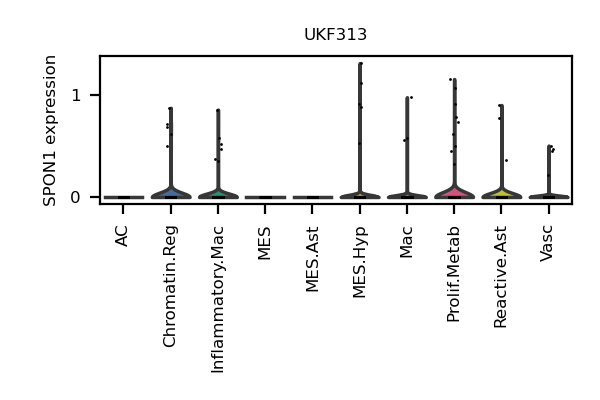 UKF313
SPON1 expression
1
0
AC
Chromatin.Reg
Inflammatory.Mac
MES
MES.Ast
MES.Hyp
Mac
Prolif.Metab
Reactive.Ast
Vasc